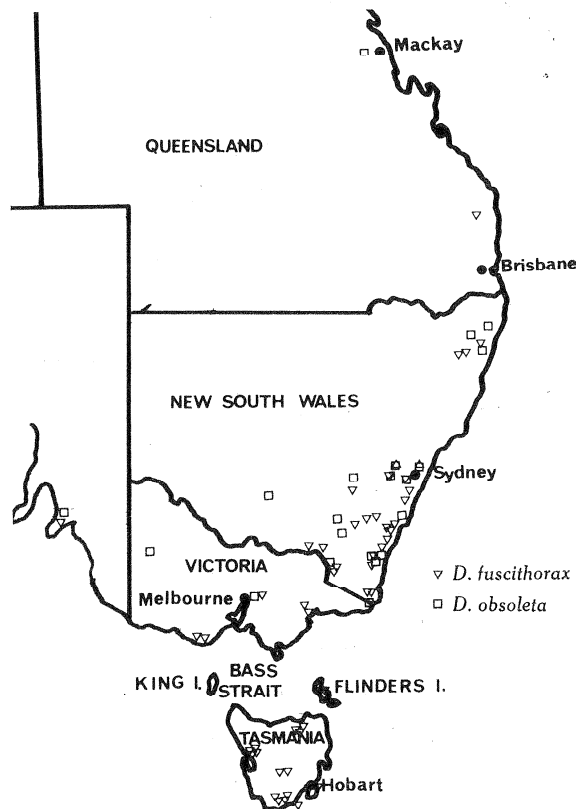 Mackay
QUEENSLAND
Brisbane
NEW SOUTH WALES
Sydney
VICTORIA
D. fuscithorax
Melbourne
D. obsoleta
BASS
KING I.
STRAIT
FLINDERS I.
TASMANIA
Hobart